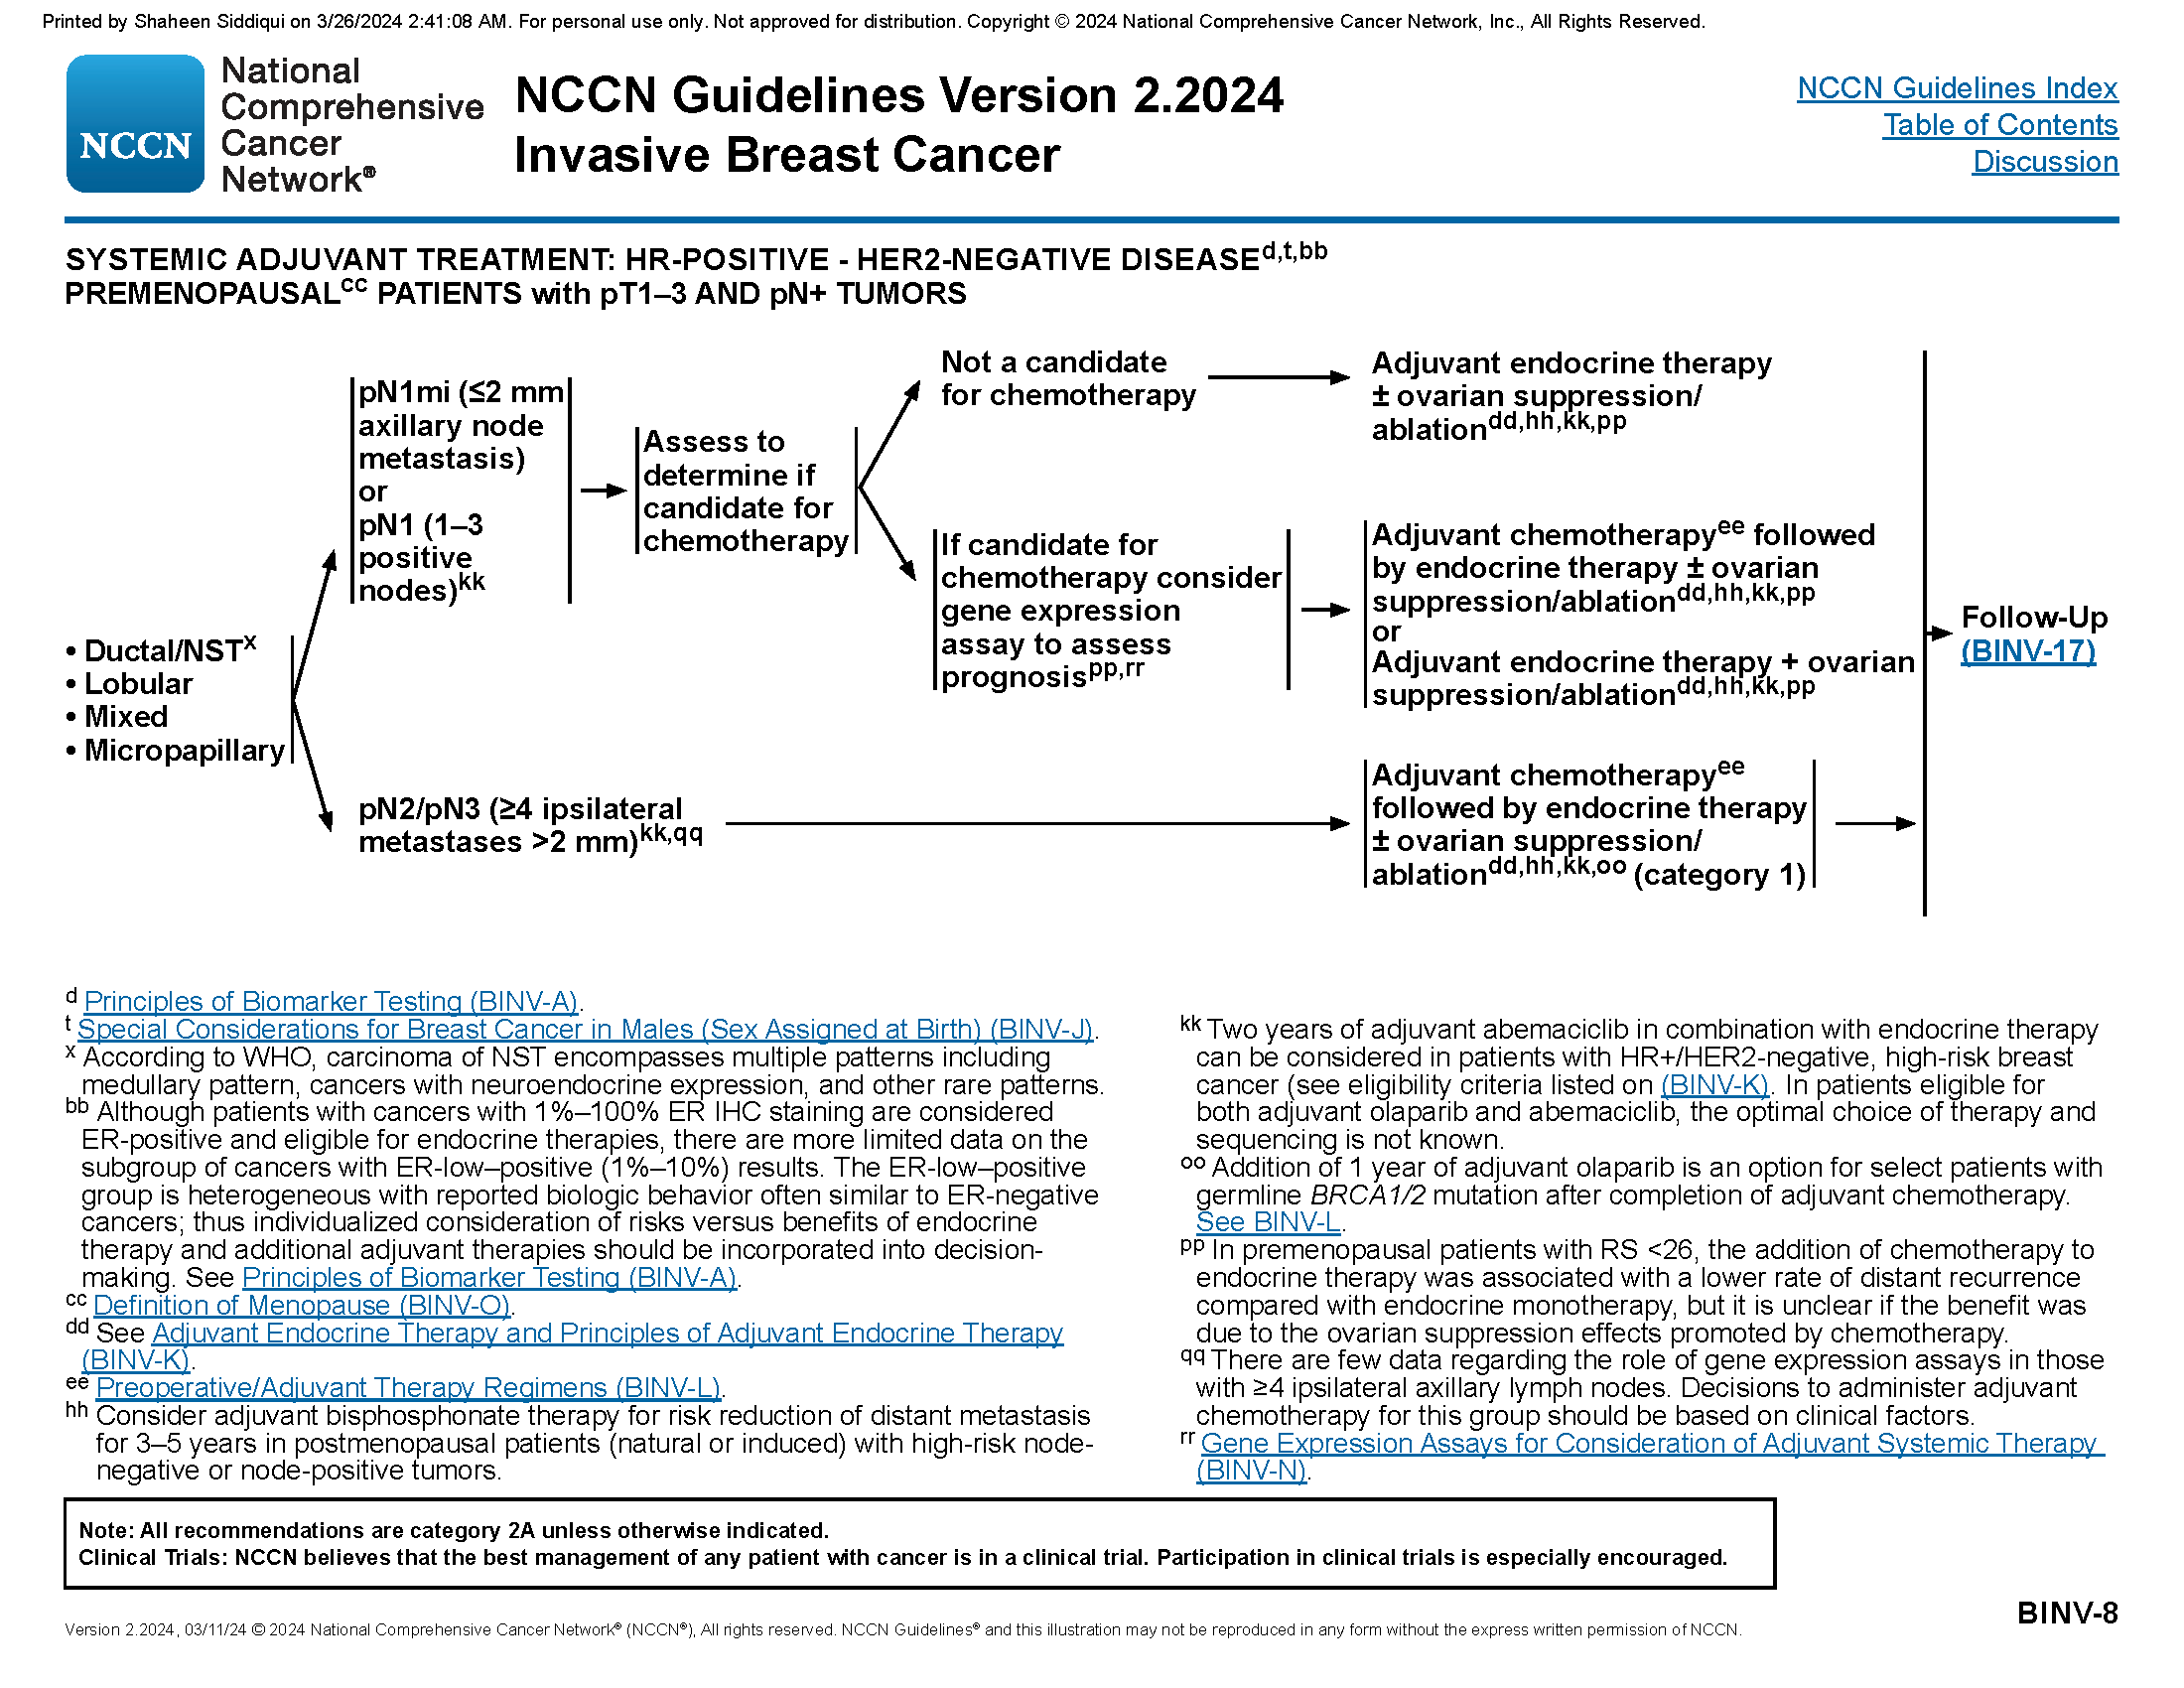 Printed by Shaheen Siddiqui on 3/26/2024 2:41:08 AM. For personal use only. Not approved for distribution. Copyright © 2024 National Comprehensive Cancer Network, Inc., All Rights Reserved.
NCCN
National
Comprehensive
Cancer
Network®
NCCN Guidelines Version 2.2024
Invasive Breast Cancer
NCCN Guidelines Index
Table of Contents
Discussion
SYSTEMIC ADJUVANT TREATMENT: HR-POSITIVE - HER2-NEGATIVE DISEASEd,t,bb
PREMENOPAUSALcc PATIENTS with pT1–3 AND pN+ TUMORS
• Ductal/NSTx
• Lobular
• Mixed
• Micropapillary
pN1mi (≤2 mm
axillary node
metastasis)
or
pN1 (1–3
positive
nodes)kk
Assess to
determine if
candidate for
chemotherapy
Not a candidate
for chemotherapy
Adjuvant endocrine therapy
± ovarian suppression/
ablationdd,hh,kk,pp
If candidate for
chemotherapy consider
gene expression
assay to assess
prognosispp,rr
Adjuvant chemotherapyee followed
by endocrine therapy ± ovarian
suppression/ablationdd,hh,kk,pp
or
Adjuvant endocrine therapy + ovarian
suppression/ablationdd,hh,kk,pp
pN2/pN3 (≥4 ipsilateral
metastases >2 mm)kk,qq
Adjuvant chemotherapyee
followed by endocrine therapy
± ovarian suppression/
ablationdd,hh,kk,oo (category 1)
Follow-Up
(BINV-17)
d Principles of Biomarker Testing (BINV-A).
t Special Considerations for Breast Cancer in Males (Sex Assigned at Birth) (BINV-J).
x According to WHO, carcinoma of NST encompasses multiple patterns including
medullary pattern, cancers with neuroendocrine expression, and other rare patterns.
bb Although patients with cancers with 1%–100% ER IHC staining are considered
ER-positive and eligible for endocrine therapies, there are more limited data on the
subgroup of cancers with ER-low–positive (1%–10%) results. The ER-low–positive
group is heterogeneous with reported biologic behavior often similar to ER-negative
cancers; thus individualized consideration of risks versus benefits of endocrine
therapy and additional adjuvant therapies should be incorporated into decision-
making. See Principles of Biomarker Testing (BINV-A).
cc Definition of Menopause (BINV-O).
dd See Adjuvant Endocrine Therapy and Principles of Adjuvant Endocrine Therapy
(BINV-K).
ee Preoperative/Adjuvant Therapy Regimens (BINV-L).
hh Consider adjuvant bisphosphonate therapy for risk reduction of distant metastasis
for 3–5 years in postmenopausal patients (natural or induced) with high-risk node-
negative or node-positive tumors.
kk Two years of adjuvant abemaciclib in combination with endocrine therapy
can be considered in patients with HR+/HER2-negative, high-risk breast
cancer (see eligibility criteria listed on (BINV-K). In patients eligible for
both adjuvant olaparib and abemaciclib, the optimal choice of therapy and
sequencing is not known.
oo Addition of 1 year of adjuvant olaparib is an option for select patients with
germline BRCA1/2 mutation after completion of adjuvant chemotherapy.
See BINV-L.
pp In premenopausal patients with RS <26, the addition of chemotherapy to
endocrine therapy was associated with a lower rate of distant recurrence
compared with endocrine monotherapy, but it is unclear if the benefit was
due to the ovarian suppression effects promoted by chemotherapy.
qq There are few data regarding the role of gene expression assays in those
with ≥4 ipsilateral axillary lymph nodes. Decisions to administer adjuvant
chemotherapy for this group should be based on clinical factors.
rr Gene Expression Assays for Consideration of Adjuvant Systemic Therapy
(BINV-N).
Note: All recommendations are category 2A unless otherwise indicated.
Clinical Trials: NCCN believes that the best management of any patient with cancer is in a clinical trial. Participation in clinical trials is especially encouraged.
BINV-8
Version 2.2024, 03/11/24 © 2024 National Comprehensive Cancer Network® (NCCN®), All rights reserved. NCCN Guidelines® and this illustration may not be reproduced in any form without the express written permission of NCCN.